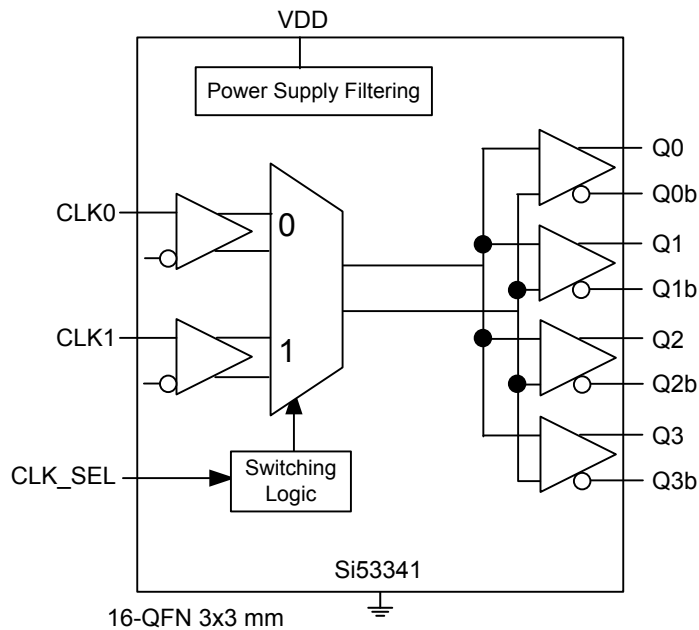 VDD
Power Supply Filtering
CLK0
0
CLK1
1
CLK_SEL
Switching
Logic
Q0
Q0b
Q1
Q1b
Q2
Q2b
Q3
Q3b
Si53341
16-QFN 3x3 mm